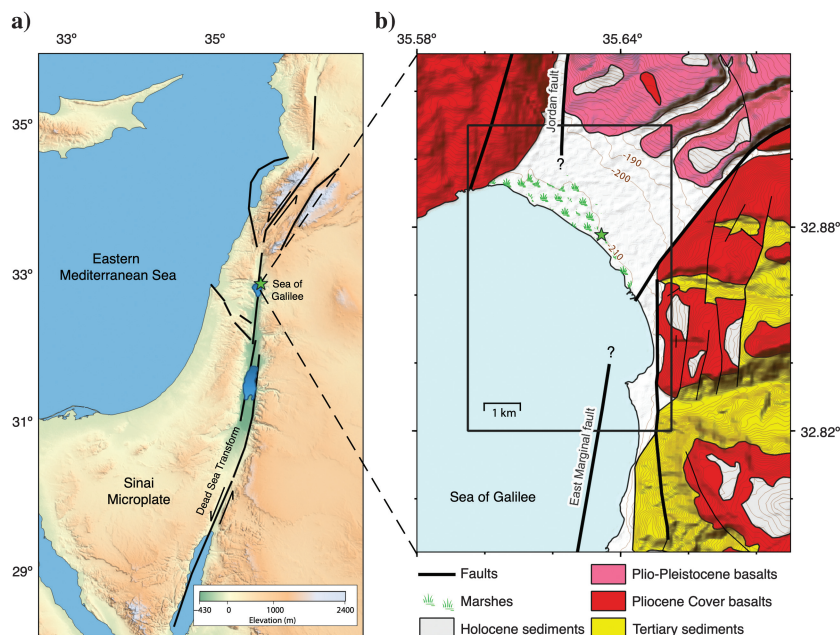 a)
33°
35°
35°
33°
31°
29°
Eastern
Mediterranean Sea
Sea of
Galilee
Dead Sea Transform
Sinai
Microplate
-430
0
1000
2400
Elevation (m)
b)
35.58
35.64
32.88
32.82
Jordan fault
?
-190
-200
-210
?
1 km
East Marginal fault
Sea of Galilee
Faults
Marshes
Holocene sediments
Plio-Pleistocene basalts
Pliocene Cover basalts
Tertiary sediments